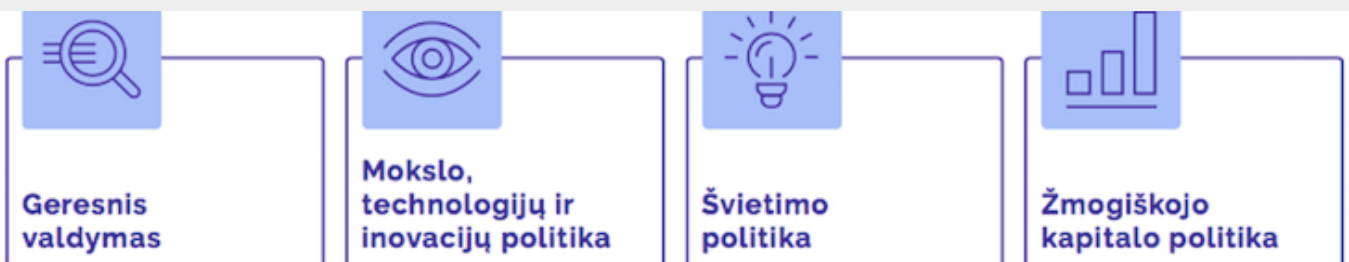 Geresnis
valdymas
Mokslo,
technologijų ir
inovacijų politika
Švietimo
politika
Žmogiškojo
kapitalo politika